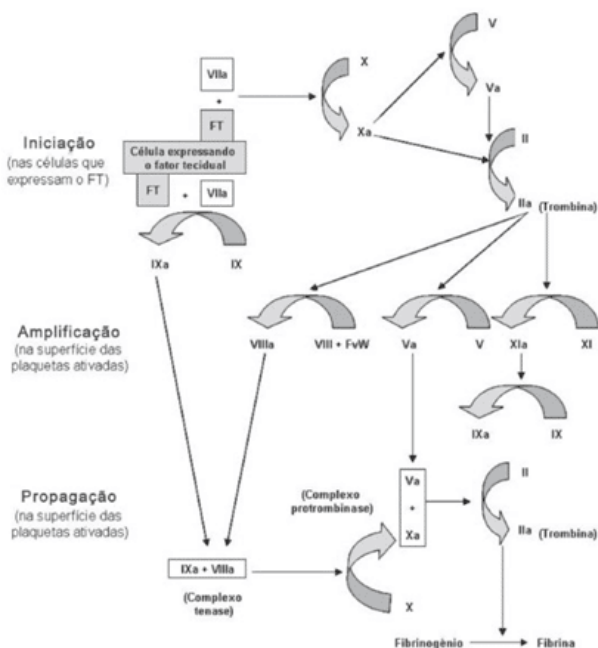 VIIa
+
FT
Célula expressando
o fator tecidual
FT
+
VIIa
IXa
IX
Iniciação
(nas células que
expressam o FT)
X
Xa
V
Va
II
IIa (Trombina)
Amplificação
(na superfície das
plaquetas ativadas)
VIIIa
VIII + FvW
Va
V
XIa
XI
IXa
IX
Propagação
(na superfície das
plaquetas ativadas)
IXa + VIIIa
(Complexo
tenase)
X
(Complexo
protrombinase)
Va
+
Xa
II
IIa (Trombina)
Fibrinogênio
Fibrina